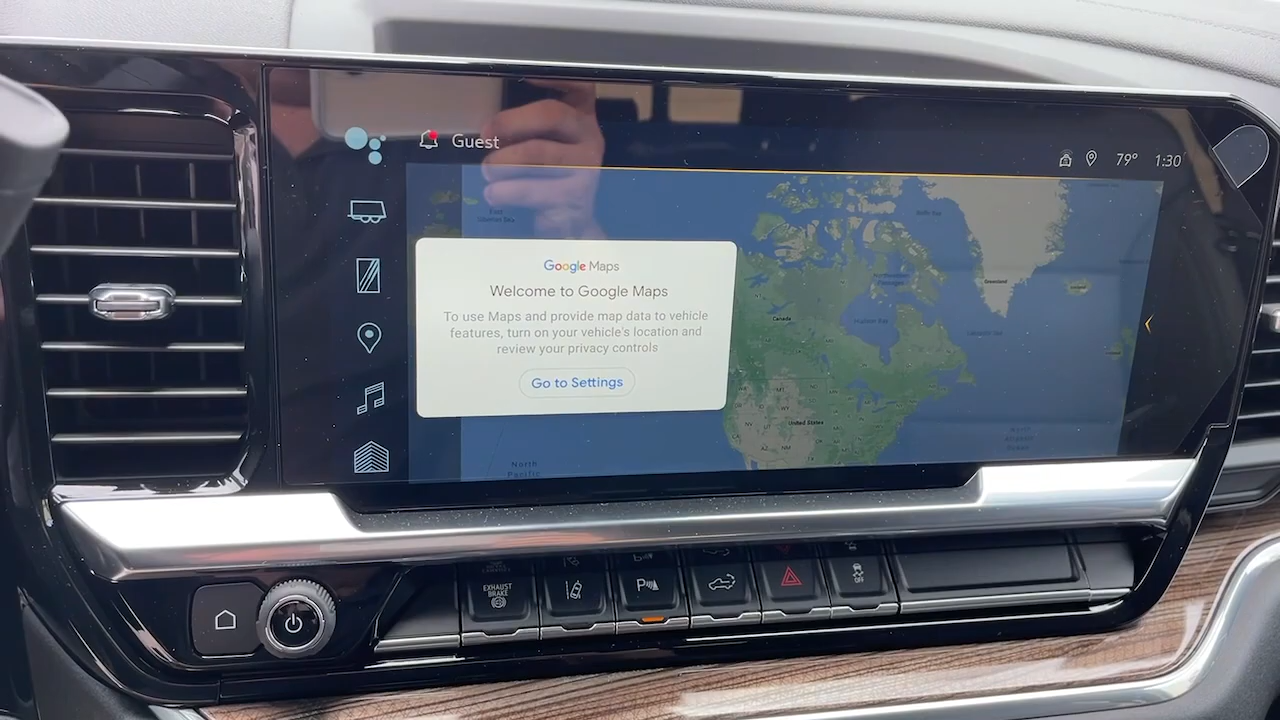 Guest
79° 1:30
Google Maps
Welcome to Google Maps
To use Maps and provide map data to vehicle
features, turn on your vehicle's location and
review your privacy controls
Go to Settings
Canada
Greenland
United States
North
Pacific
EXHAUST
BRAKE
P
OFF